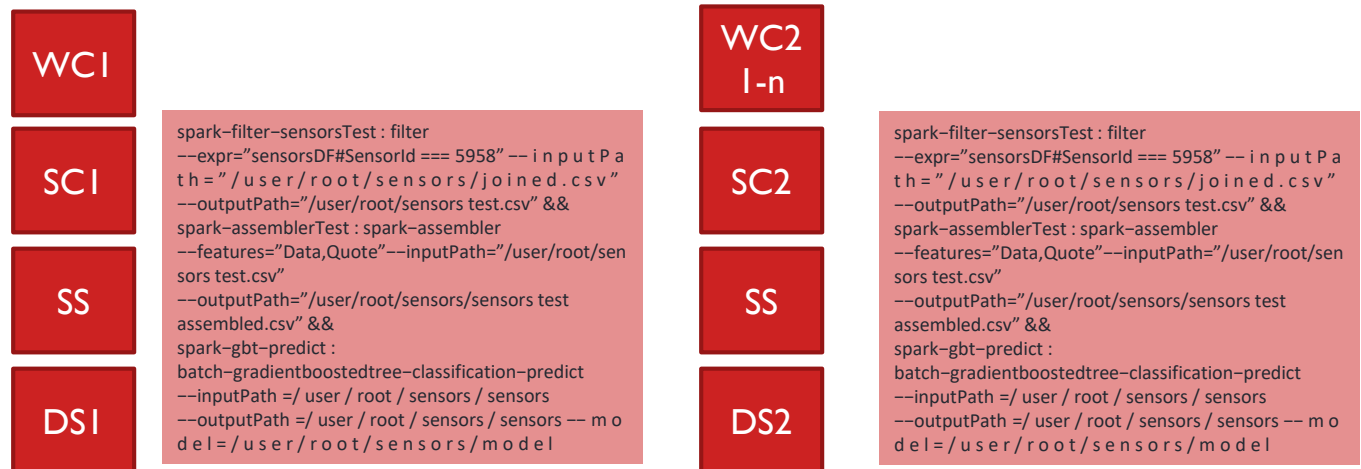 WC1
SC1
SS
DS1
spark−filter−sensorsTest : filter
−−expr=”sensorsDF#SensorId === 5958” −− i n p u t P a
t h = ” / u s e r / r o o t / s e n s o r s / j o i n e d . c s v ”
−−outputPath=”/user/root/sensors test.csv” &&
spark−assemblerTest : spark−assembler
−−features=”Data,Quote”−−inputPath=”/user/root/sen
sors test.csv”
−−outputPath=”/user/root/sensors/sensors test
assembled.csv” &&
spark−gbt−predict :
batch−gradientboostedtree−classification−predict
−−inputPath =/ user / root / sensors / sensors
−−outputPath =/ user / root / sensors / sensors −− m o
d e l = / u s e r / r o o t / s e n s o r s / m o d e l
WC2
1-n
SC2
SS
DS2
spark−filter−sensorsTest : filter
−−expr=”sensorsDF#SensorId === 5958” −− i n p u t P a
t h = ” / u s e r / r o o t / s e n s o r s / j o i n e d . c s v ”
−−outputPath=”/user/root/sensors test.csv” &&
spark−assemblerTest : spark−assembler
−−features=”Data,Quote”−−inputPath=”/user/root/sen
sors test.csv”
−−outputPath=”/user/root/sensors/sensors test
assembled.csv” &&
spark−gbt−predict :
batch−gradientboostedtree−classification−predict
−−inputPath =/ user / root / sensors / sensors
−−outputPath =/ user / root / sensors / sensors −− m o
d e l = / u s e r / r o o t / s e n s o r s / m o d e l